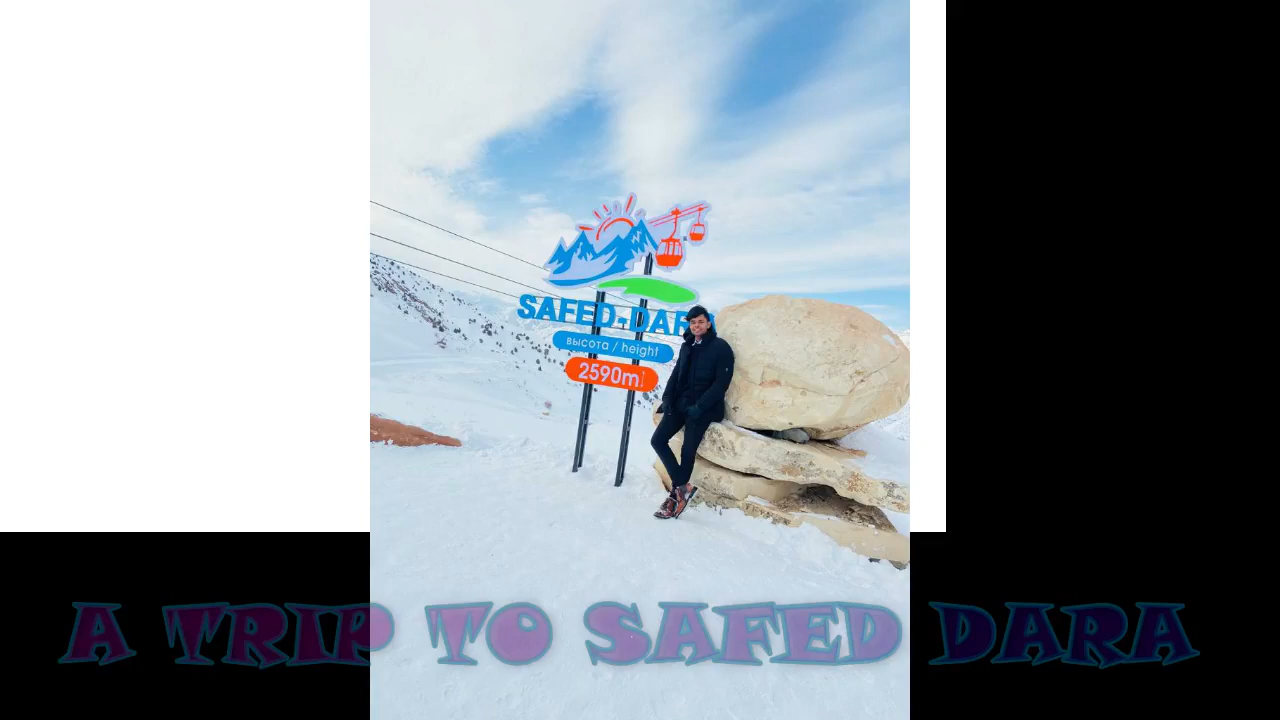 SAFED-DARA
высота / height
2590m
A TRIP TO SAFED DARA